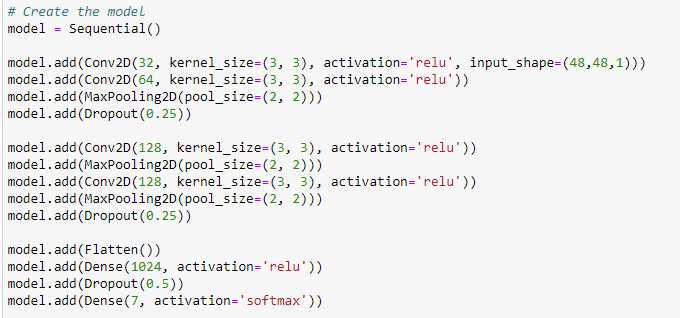 # Create the model
model = Sequential()
model.add(Conv2D(32, kernel_size=(3, 3), activation='relu', input_shape=(48,48,1)))
model.add(Conv2D(64, kernel_size=(3, 3), activation='relu'))
model.add(MaxPooling2D(pool_size=(2, 2)))
model.add(Dropout(0.25))
model.add(Conv2D(128, kernel_size=(3, 3), activation='relu'))
model.add(MaxPooling2D(pool_size=(2, 2)))
model.add(Conv2D(128, kernel_size=(3, 3), activation='relu'))
model.add(MaxPooling2D(pool_size=(2, 2)))
model.add(Dropout(0.25))
model.add(Flatten())
model.add(Dense(1024, activation='relu'))
model.add(Dropout(0.5))
model.add(Dense(7, activation='softmax'))